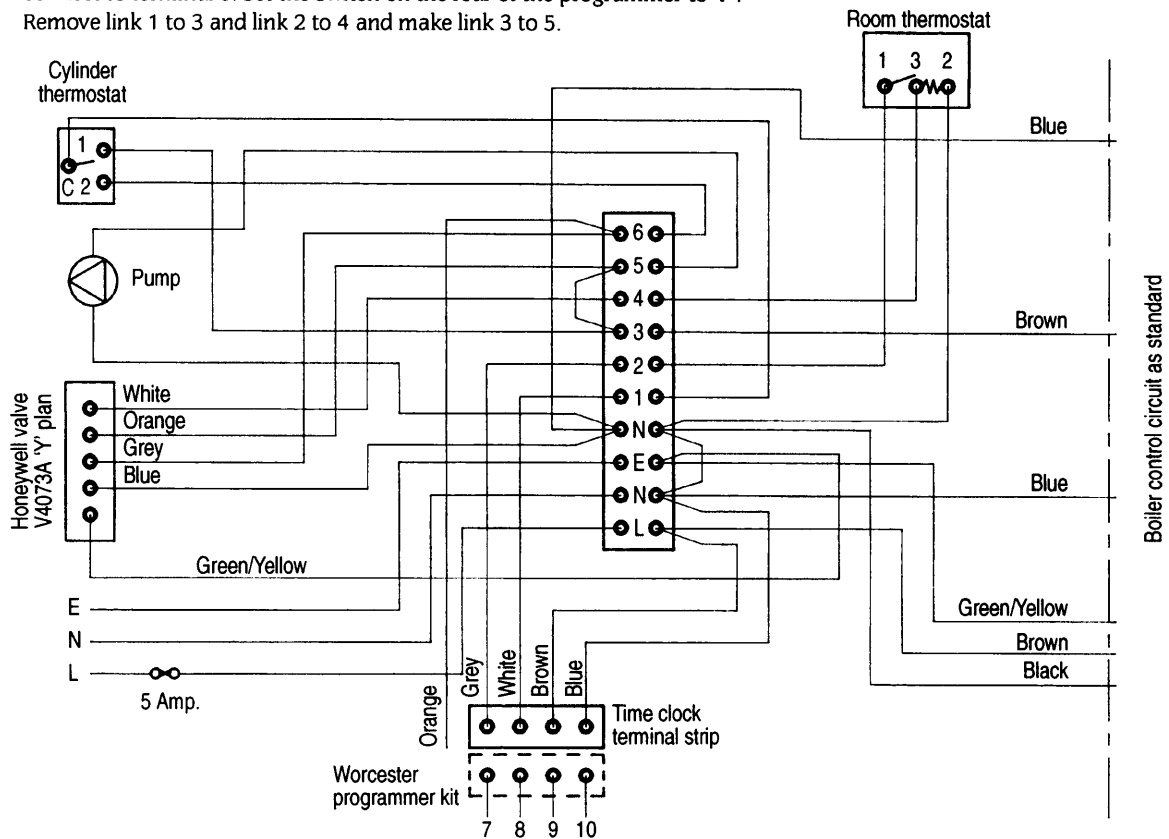 Remove link 1 to 3 and link 2 to 4 and make link 3 to 5.
Room thermostat
1 3 2
Cylinder
thermostat
1
C 2
Blue
6
5
4
3
2
1
N
E
N
L
Pump
Brown
Honeywell valve
V4073A 'Y' plan
White
Orange
Grey
Blue
Blue
Boiler control circuit as standard
Green/Yellow
E
N
L
5 Amp.
Green/Yellow
Brown
Black
Orange
Grey
White
Brown
Blue
Time clock
terminal strip
Worcester
programmer kit
7 8 9 10